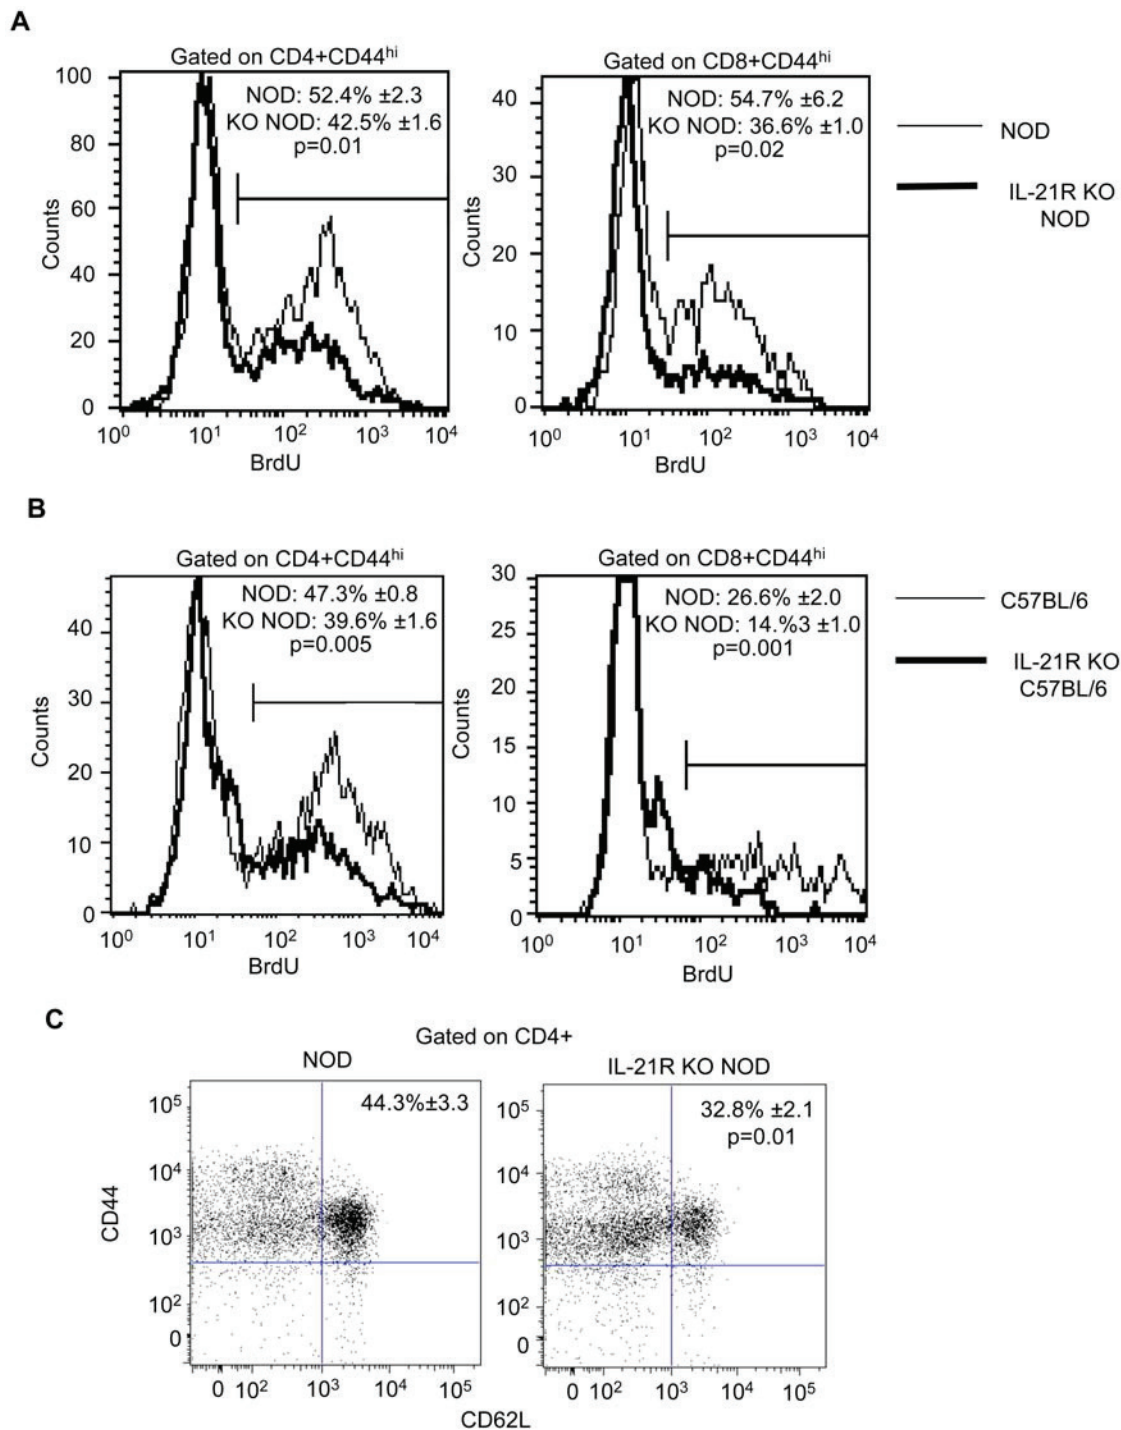 A
Gated on CD4+CD44hi
NOD: 52.4% ±2.3
KO NOD: 42.5% ±1.6
p=0.01
100
80
60
40
20
0
Counts
10⁰ 10¹ 10² 10³ 10⁴
BrdU
Gated on CD8+CD44hi
NOD: 54.7% ±6.2
KO NOD: 36.6% ±1.0
p=0.02
40
30
20
10
0
Counts
10⁰ 10¹ 10² 10³ 10⁴
BrdU
NOD
IL-21R KO
NOD
B
Gated on CD4+CD44hi
NOD: 47.3% ±0.8
KO NOD: 39.6% ±1.6
p=0.005
40
30
20
10
0
Counts
10⁰ 10¹ 10² 10³ 10⁴
BrdU
Gated on CD8+CD44hi
NOD: 26.6% ±2.0
KO NOD: 14.%3 ±1.0
p=0.001
30
25
20
15
10
5
0
Counts
10⁰ 10¹ 10² 10³ 10⁴
BrdU
C57BL/6
IL-21R KO
C57BL/6
C
Gated on CD4+
NOD
44.3%±3.3
10⁵
10⁴
10³
10²
0
CD44
0 10² 10³ 10⁴ 10⁵
IL-21R KO NOD
32.8% ±2.1
p=0.01
10⁵
10⁴
10³
10²
0
0 10² 10³ 10⁴ 10⁵
CD62L